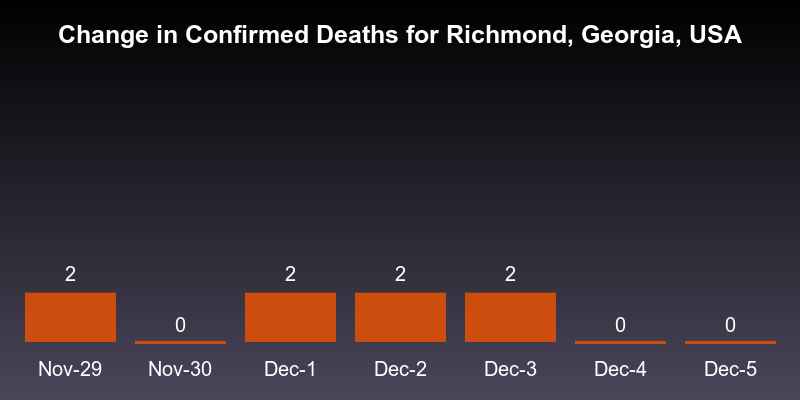 Change in Confirmed Deaths for Richmond, Georgia, USA
2 0 2 2 2 0 0
Nov-29 Nov-30 Dec-1 Dec-2 Dec-3 Dec-4 Dec-5